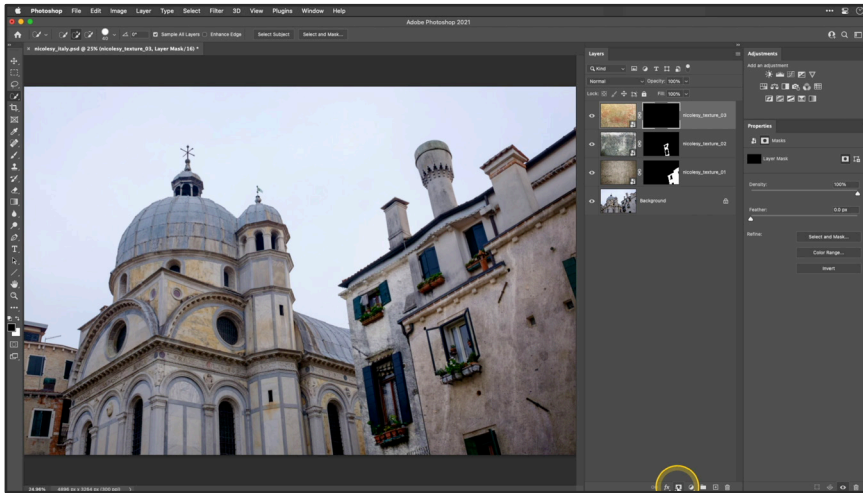 Photoshop File Edit Image Layer Type Select Filter 3D View Plugins Window Help
Adobe Photoshop 2021
Sample All Layers Enhance Edge Select Subject Select and Mask...
× nicolesy_italy.psd @ 25% (nicolesy_texture_03, Layer Mask/16) *
Layers
Kind
Normal Opacity: 100%
Lock: Fill: 100%
nicolesy_texture_03
nicolesy_texture_02
nicolesy_texture_01
Background
Adjustments
Add an adjustment
Properties
Masks
Layer Mask
Density: 100%
Feather: 0.0 px
Refine: Select and Mask...
Color Range...
Invert